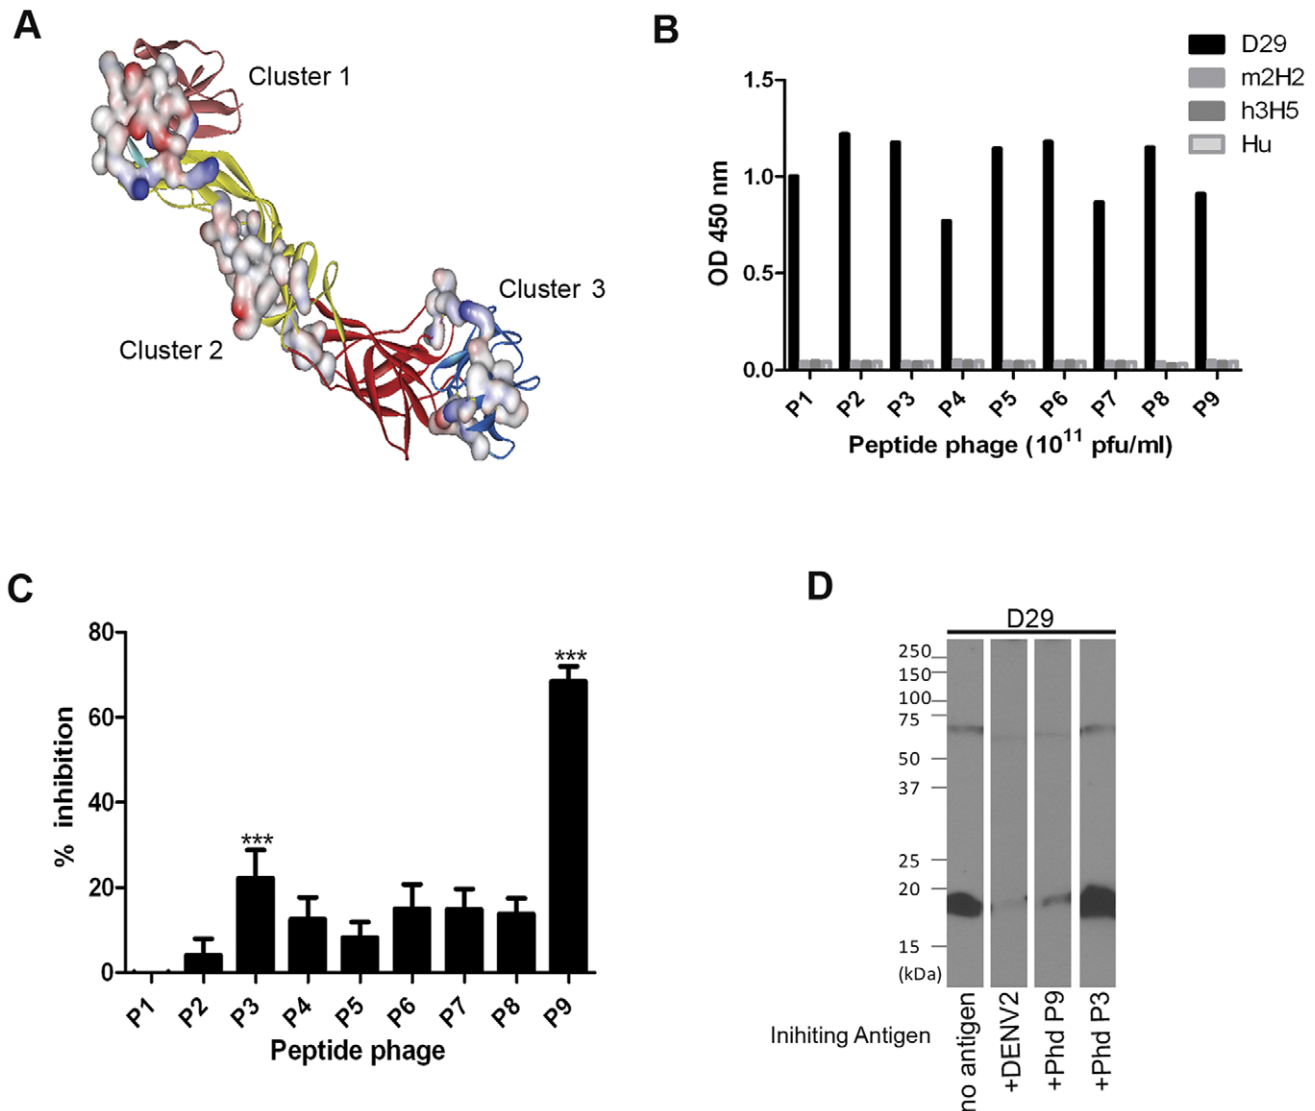 A
Cluster 1
Cluster 2
Cluster 3
B
D29
m2H2
h3H5
Hu
OD 450 nm
1.5
1.0
0.5
0.0
P1 P2 P3 P4 P5 P6 P7 P8 P9
Peptide phage (10¹¹ pfu/ml)
C
% inhibition
80
60
40
20
0
***
***
P1 P2 P3 P4 P5 P6 P7 P8 P9
Peptide phage
D
D29
250
150
100
75
50
37
25
20
15
(kDa)
Inihiting Antigen
no antigen
+DENV2
+Phd P9
+Phd P3